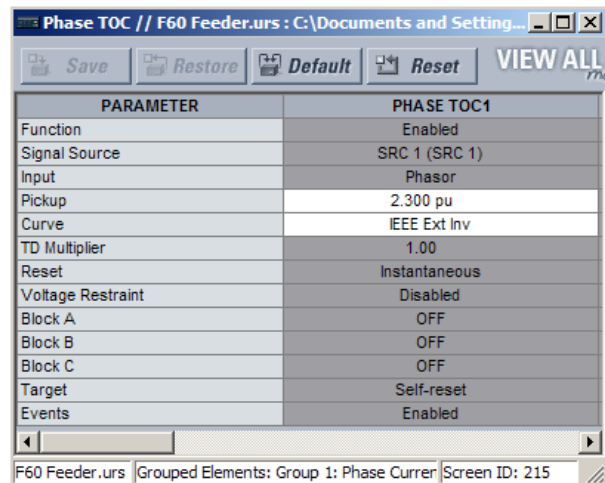 Phase TOC // F60 Feeder.urs : C:\Documents and Setting...
Save Restore Default Reset VIEW ALL
PARAMETER PHASE TOC1
Function Enabled
Signal Source SRC 1 (SRC 1)
Input Phasor
Pickup 2.300 pu
Curve IEEE Ext Inv
TD Multiplier 1.00
Reset Instantaneous
Voltage Restraint Disabled
Block A OFF
Block B OFF
Block C OFF
Target Self-reset
Events Enabled
F60 Feeder.urs Grouped Elements: Group 1: Phase Currer Screen ID: 215